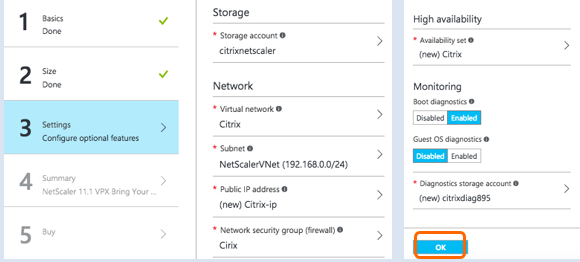 1
Basics
Done
2
Size
Done
3
Settings
Configure optional features
4
Summary
NetScaler 11.1 VPX Bring Your ...
5
Buy
Storage
* Storage account
citrixnetscaler
Network
* Virtual network
Citrix
* Subnet
NetScalerVNet (192.168.0.0/24)
* Public IP address
(new) Citrix-ip
* Network security group (firewall)
Cirix
High availability
* Availability set
(new) Citrix
Monitoring
Boot diagnostics
Disabled Enabled
Guest OS diagnostics
Disabled Enabled
* Diagnostics storage account
(new) citrixdiag895
OK